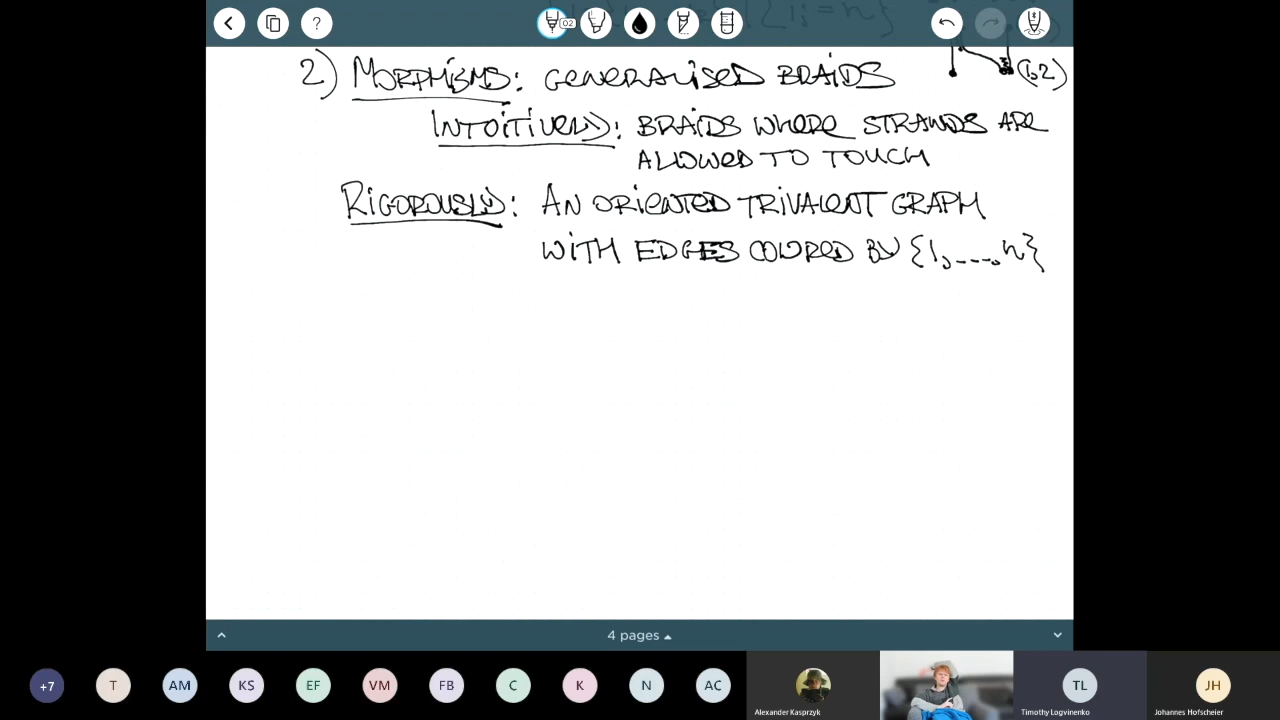 2) MORPHISMS: GENERALISED BRAIDS
(1,2)
INTUITIVELY: BRAIDS WHERE STRANDS ARE
ALLOWED TO TOUCH
RIGOROUSLY: AN ORIENTED TRIVALENT GRAPH
WITH EDGES COLORED BY {1,...,n}
4 pages
+7 T AM KS EF VM FB C K N AC TL JH
Alexander Kasprzyk Timothy Logvinenko Johannes Hofscheier